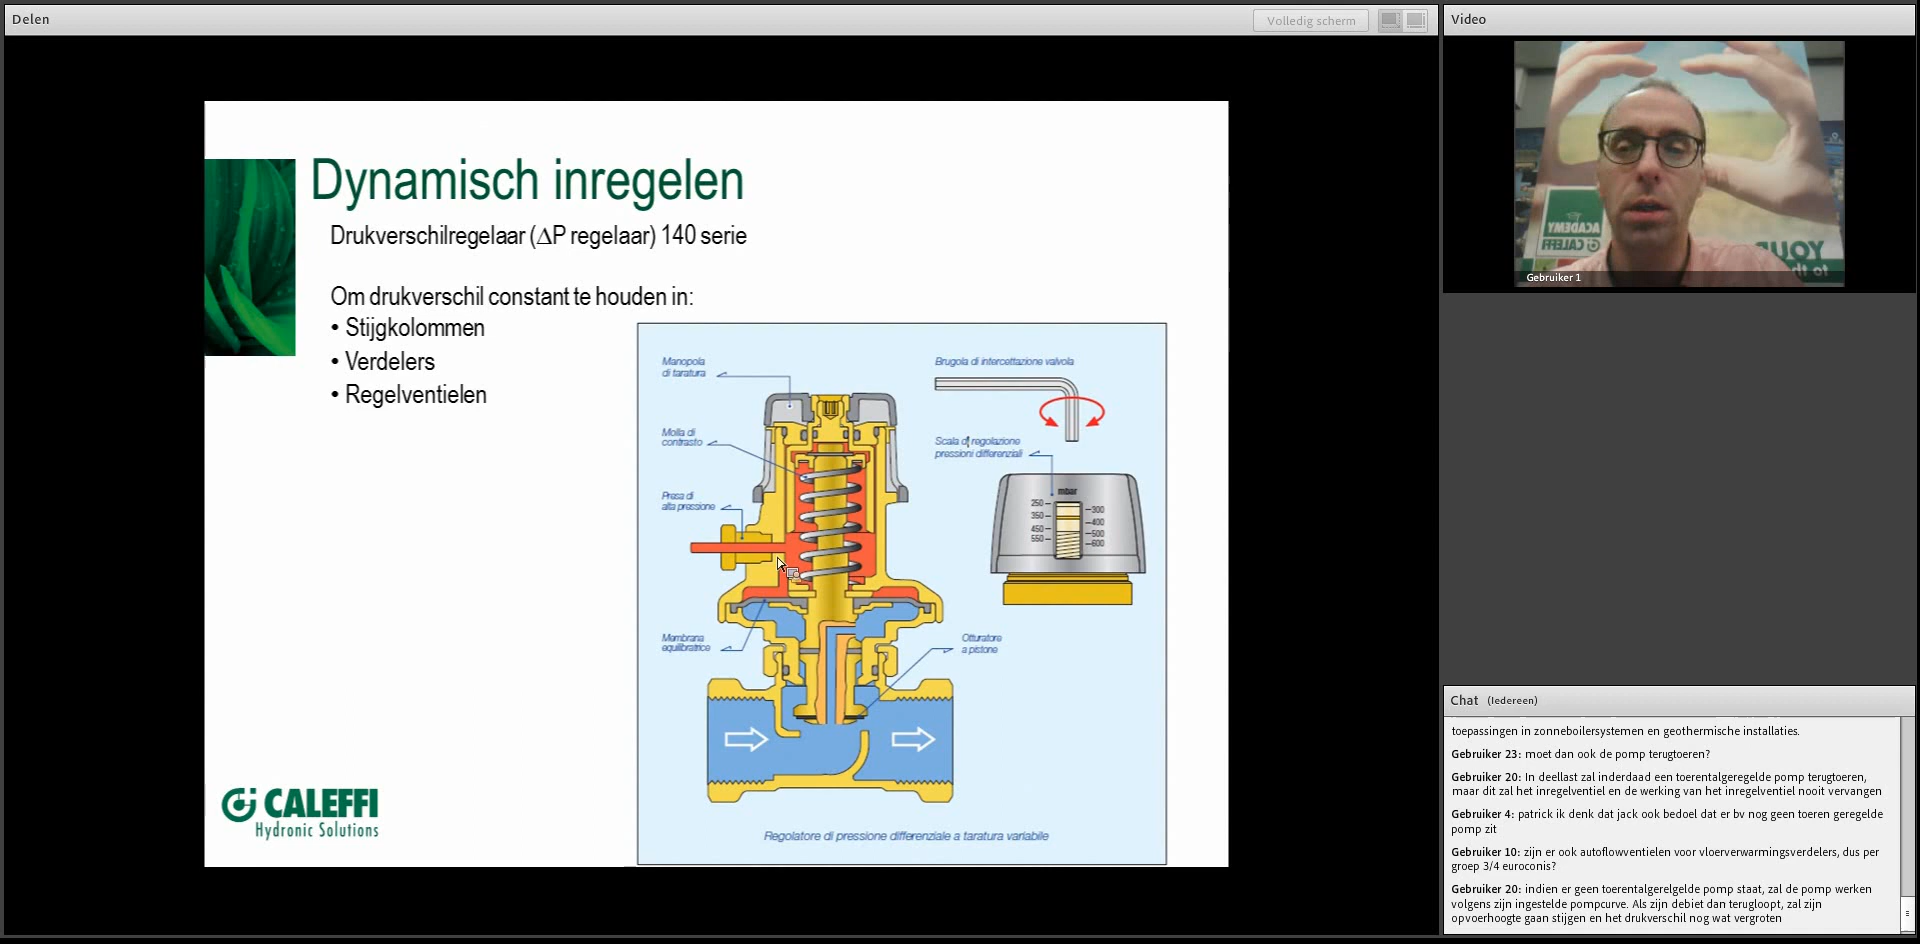 Delen
Volledig scherm
Video
Dynamisch inregelen
Drukverschilregelaar (ΔP regelaar) 140 serie
Om drukverschil constant te houden in:
• Stijgkolommen
• Verdelers
• Regelventielen
Manopola
di taratura
Molla di
contrasto
Presa di
alta pressione
Membrana
equilibratrice
Brugola di intercettazione valvola
Scala di regolazione
pressioni differenziali
mbar
250
300
350
400
450
500
550
600
Otturatore
a pistone
Regolatore di pressione differenziale a taratura variabile
CALEFFI
Hydronic Solutions
ACADEMY
CALEFFI
YOUR
to th
Gebruiker 1
Chat (Iedereen)
toepassingen in zonneboilersystemen en geothermische installaties.
Gebruiker 23: moet dan ook de pomp terugtoeren?
Gebruiker 20: In deellast zal inderdaad een toerentalgeregelde pomp terugtoeren,
maar dit zal het inregelventiel en de werking van het inregelventiel nooit vervangen
Gebruiker 4: patrick ik denk dat jack ook bedoel dat er bv nog geen toeren geregelde
pomp zit
Gebruiker 10: zijn er ook autoflowventielen voor vloerverwarmingsverdelers, dus per
groep 3/4 euroconis?
Gebruiker 20: indien er geen toerentalgerelgelde pomp staat, zal de pomp werken
volgens zijn ingestelde pompcurve. Als zijn debiet dan terugloopt, zal zijn
opvoerhoogte gaan stijgen en het drukverschil nog wat vergroten